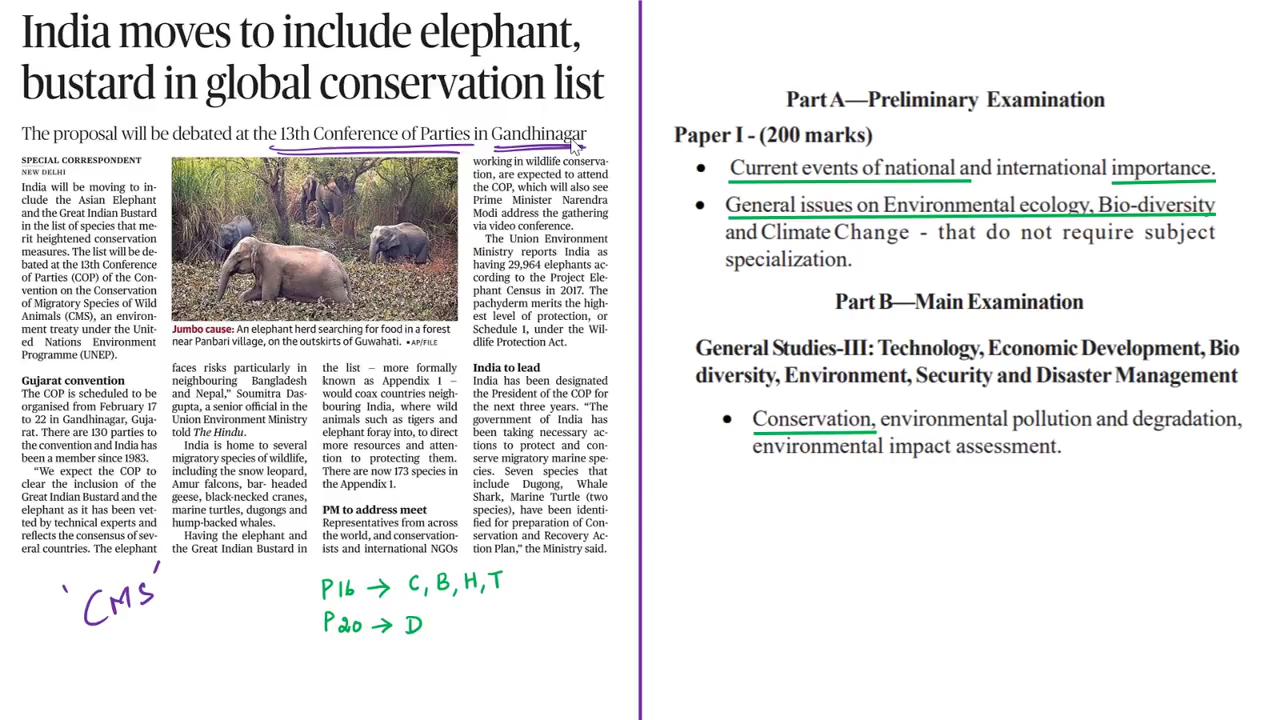 India moves to include elephant,
bustard in global conservation list
The proposal will be debated at the 13th Conference of Parties in Gandhinagar
SPECIAL CORRESPONDENT
NEW DELHI
India will be moving to in-
clude the Asian Elephant
and the Great Indian Bustard
in the list of species that me-
rit heightened conservation
measures. The list will be de-
bated at the 13th Conference
of Parties (COP) of the Con-
vention on the Conservation
of Migratory Species of Wild
Animals (CMS), an environ-
ment treaty under the Unit-
ed Nations Environment
Programme (UNEP).
Gujarat convention
The COP is scheduled to be
organised from February 17
to 22 in Gandhinagar, Guja-
rat. There are 130 parties to
the convention and India has
been a member since 1983.
“We expect the COP to
clear the inclusion of the
Great Indian Bustard and the
elephant as it has been vet-
ted by technical experts and
reflects the consensus of sev-
eral countries. The elephant
Jumbo cause: An elephant herd searching for food in a forest
near Panbari village, on the outskirts of Guwahati. • AP/FILE
faces risks particularly in
neighbouring Bangladesh
and Nepal,” Soumitra Das-
gupta, a senior official in the
Union Environment Ministry
told The Hindu.
India is home to several
migratory species of wildlife,
including the snow leopard,
Amur falcons, bar- headed
geese, black-necked cranes,
marine turtles, dugongs and
hump-backed whales.
Having the elephant and
the Great Indian Bustard in
the list – more formally
known as Appendix 1 –
would coax countries neigh-
bouring India, where wild
animals such as tigers and
elephant foray into, to direct
more resources and atten-
tion to protecting them.
There are now 173 species in
the Appendix 1.
PM to address meet
Representatives from across
the world, and conservation-
ists and international NGOs
working in wildlife conserva-
tion, are expected to attend
the COP, which will also see
Prime Minister Narendra
Modi address the gathering
via video conference.
The Union Environment
Ministry reports India as
having 29,964 elephants ac-
cording to the Project Ele-
phant Census in 2017. The
pachyderm merits the high-
est level of protection, or
Schedule 1, under the Wil-
dlife Protection Act.
India to lead
India has been designated
the President of the COP for
the next three years. “The
government of India has
been taking necessary ac-
tions to protect and con-
serve migratory marine spe-
cies. Seven species that
include Dugong, Whale
Shark, Marine Turtle (two
species), have been identi-
fied for preparation of Con-
servation and Recovery Ac-
tion Plan,” the Ministry said.
'CMS'
P16 → C, B, H, T
P20 → D
Part A—Preliminary Examination
Paper I - (200 marks)
• Current events of national and international importance.
• General issues on Environmental ecology, Bio-diversity
and Climate Change - that do not require subject
specialization.
Part B—Main Examination
General Studies-III: Technology, Economic Development, Bio
diversity, Environment, Security and Disaster Management
• Conservation, environmental pollution and degradation,
environmental impact assessment.